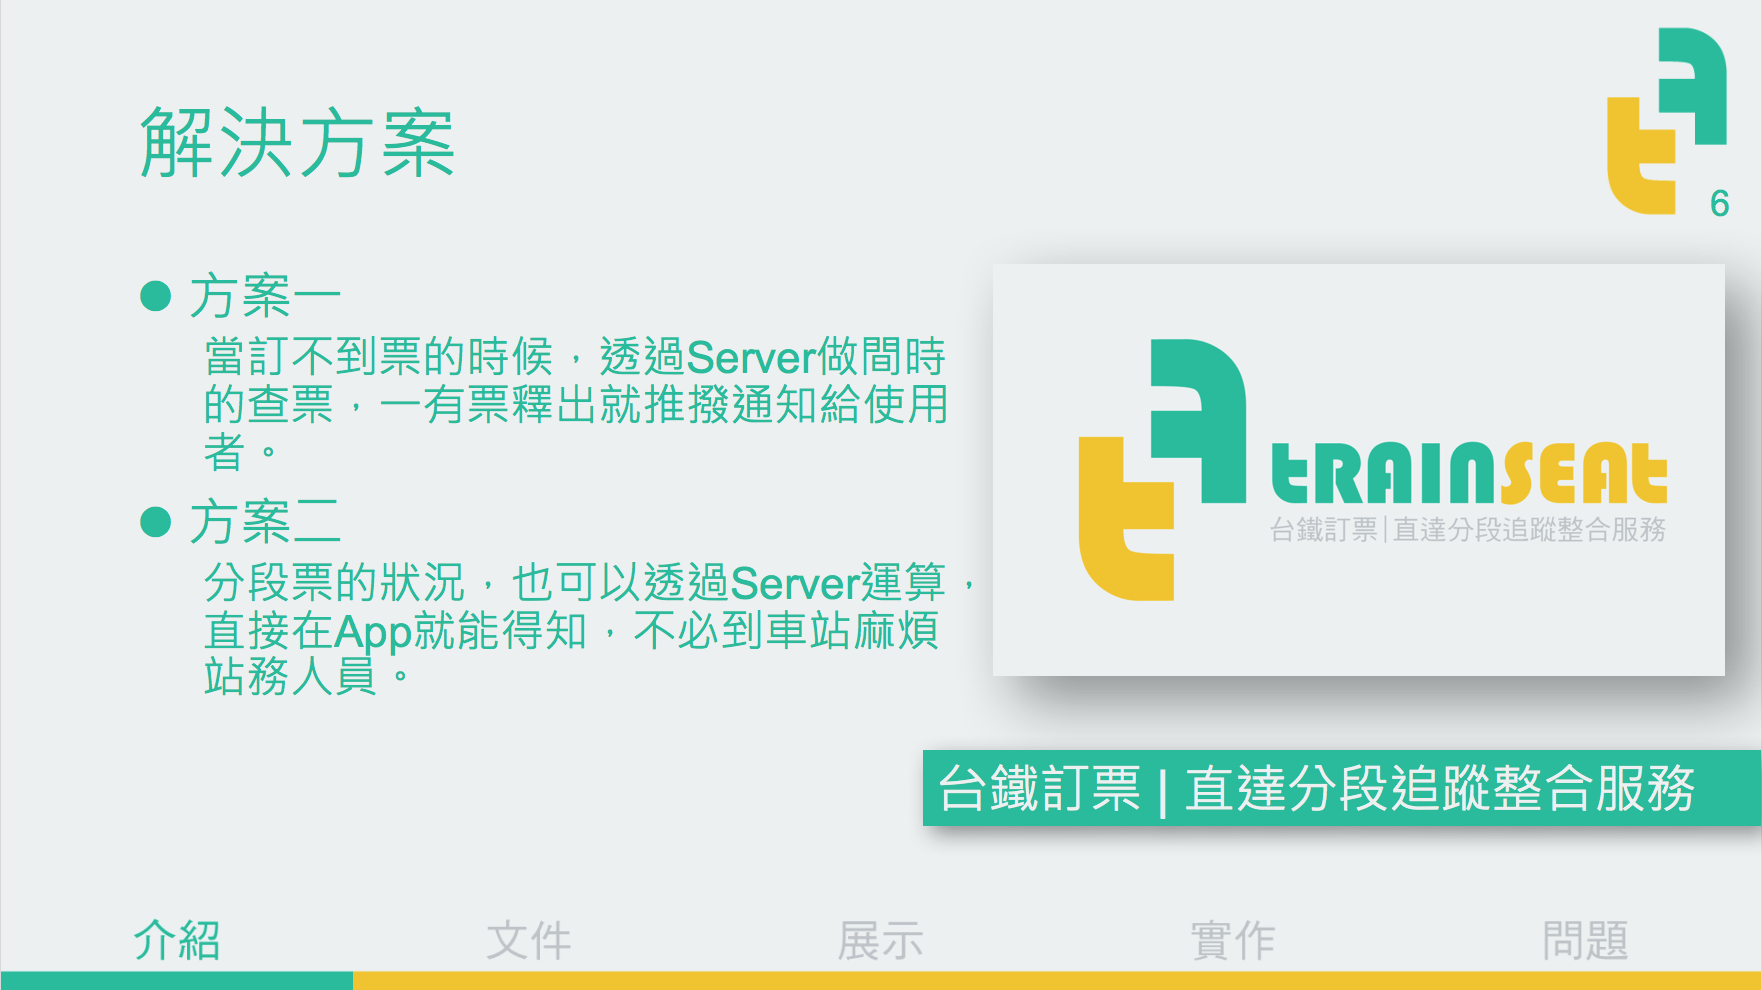 解決方案
6
● 方案一
當訂不到票的時候，透過Server做間時
的查票，一有票釋出就推撥通知給使用
者。
● 方案二
分段票的狀況，也可以透過Server運算，
直接在App就能得知，不必到車站麻煩
站務人員。
tRAINSEAt
台鐵訂票|直達分段追蹤整合服務
台鐵訂票 | 直達分段追蹤整合服務
介紹
文件
展示
實作
問題